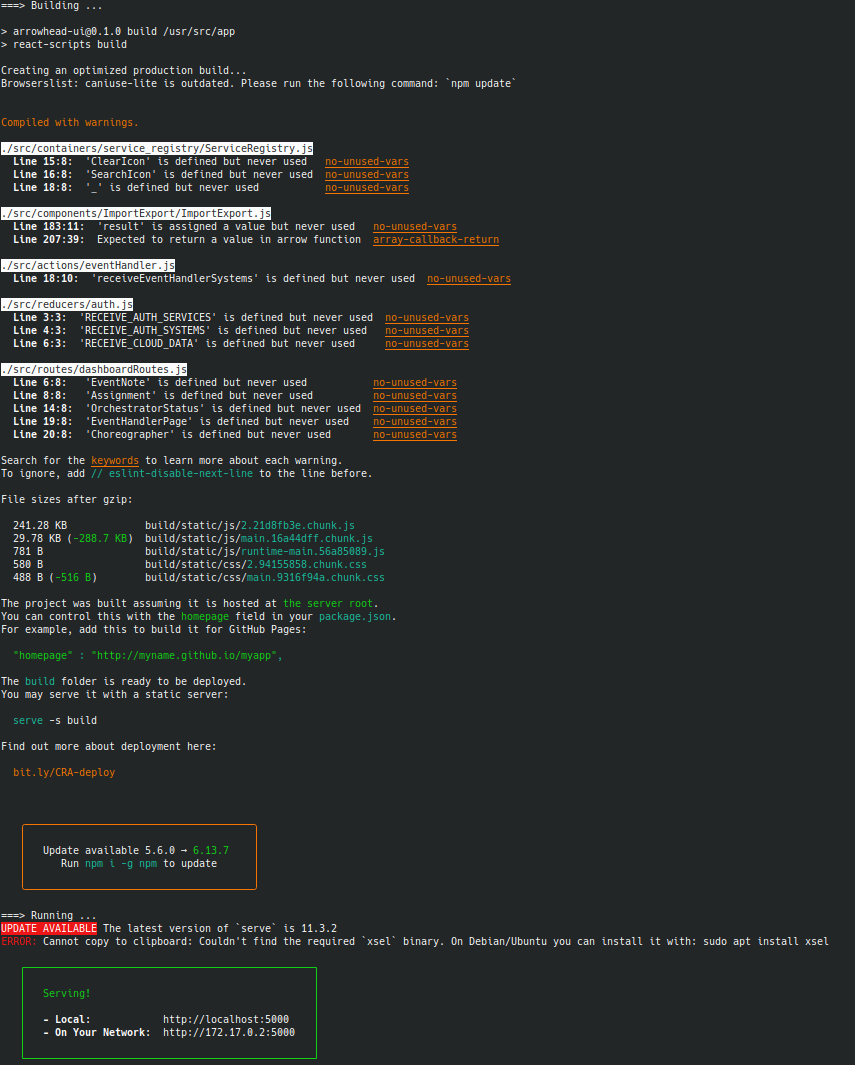 ===> Building ...
> arrowhead-ui@0.1.0 build /usr/src/app
> react-scripts build
Creating an optimized production build...
Browserslist: caniuse-lite is outdated. Please run the following command: `npm update`
Compiled with warnings.
./src/containers/service_registry/ServiceRegistry.js
Line 15:8: 'ClearIcon' is defined but never used no-unused-vars
Line 16:8: 'SearchIcon' is defined but never used no-unused-vars
Line 18:8: '_' is defined but never used no-unused-vars
./src/components/ImportExport/ImportExport.js
Line 183:11: 'result' is assigned a value but never used no-unused-vars
Line 207:39: Expected to return a value in arrow function array-callback-return
./src/actions/eventHandler.js
Line 18:10: 'receiveEventHandlerSystems' is defined but never used no-unused-vars
./src/reducers/auth.js
Line 3:3: 'RECEIVE_AUTH_SERVICES' is defined but never used no-unused-vars
Line 4:3: 'RECEIVE_AUTH_SYSTEMS' is defined but never used no-unused-vars
Line 6:3: 'RECEIVE_CLOUD_DATA' is defined but never used no-unused-vars
./src/routes/dashboardRoutes.js
Line 6:8: 'EventNote' is defined but never used no-unused-vars
Line 8:8: 'Assignment' is defined but never used no-unused-vars
Line 14:8: 'OrchestratorStatus' is defined but never used no-unused-vars
Line 19:8: 'EventHandlerPage' is defined but never used no-unused-vars
Line 20:8: 'Choreographer' is defined but never used no-unused-vars
Search for the keywords to learn more about each warning.
To ignore, add // eslint-disable-next-line to the line before.
File sizes after gzip:
241.28 KB build/static/js/2.21d8fb3e.chunk.js
29.78 KB (-288.7 KB) build/static/js/main.16a44dff.chunk.js
781 B build/static/js/runtime-main.56a85089.js
580 B build/static/css/2.94155858.chunk.css
488 B (-516 B) build/static/css/main.9316f94a.chunk.css
The project was built assuming it is hosted at the server root.
You can control this with the homepage field in your package.json.
For example, add this to build it for GitHub Pages:
"homepage" : "http://myname.github.io/myapp",
The build folder is ready to be deployed.
You may serve it with a static server:
serve -s build
Find out more about deployment here:
bit.ly/CRA-deploy
Update available 5.6.0 → 6.13.7
Run npm i -g npm to update
===> Running ...
UPDATE AVAILABLE The latest version of `serve` is 11.3.2
ERROR: Cannot copy to clipboard: Couldn't find the required `xsel` binary. On Debian/Ubuntu you can install it with: sudo apt install xsel
Serving!
- Local: http://localhost:5000
- On Your Network: http://172.17.0.2:5000